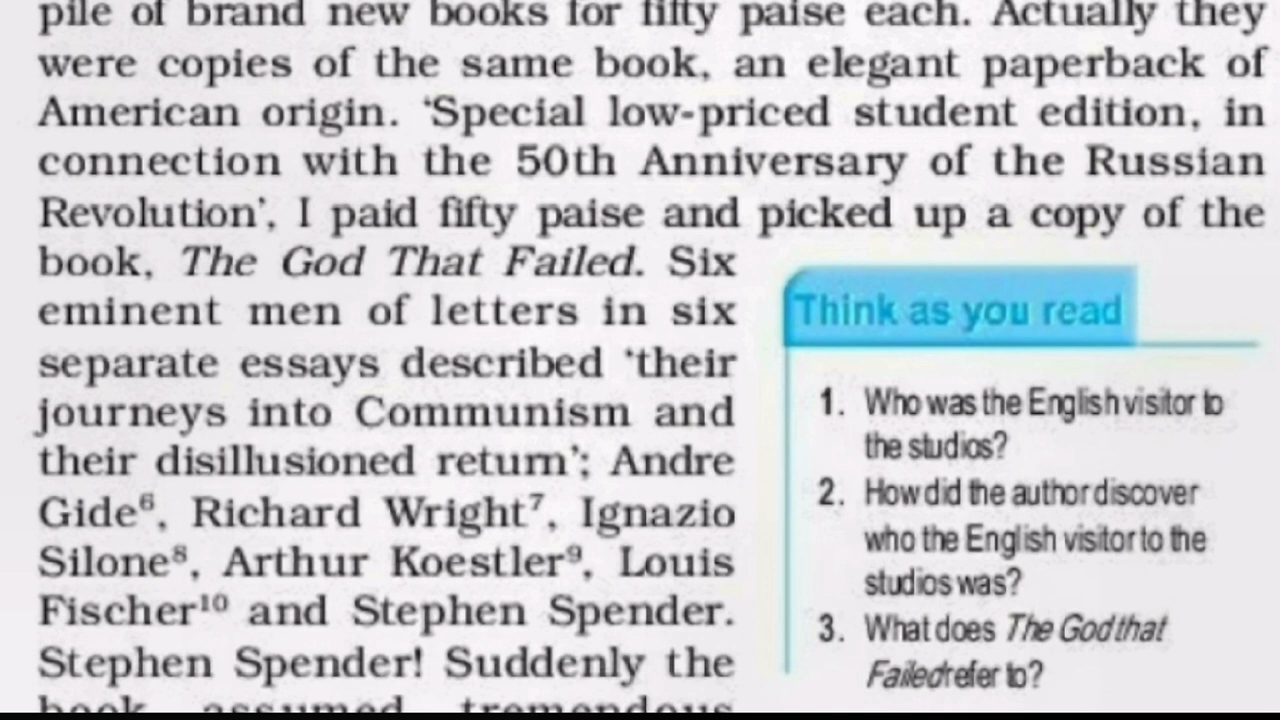 pile of brand new books for fifty paise each. Actually they
were copies of the same book, an elegant paperback of
American origin. ‘Special low-priced student edition, in
connection with the 50th Anniversary of the Russian
Revolution’, I paid fifty paise and picked up a copy of the
book, The God That Failed. Six
eminent men of letters in six
separate essays described ‘their
journeys into Communism and
their disillusioned return’; Andre
Gide⁶, Richard Wright⁷, Ignazio
Silone⁸, Arthur Koestler⁹, Louis
Fischer¹⁰ and Stephen Spender.
Stephen Spender! Suddenly the
book assumed tremendous
Think as you read
1. Who was the English visitor to
the studios?
2. How did the author discover
who the English visitor to the
studios was?
3. What does The God that
Failed refer to?